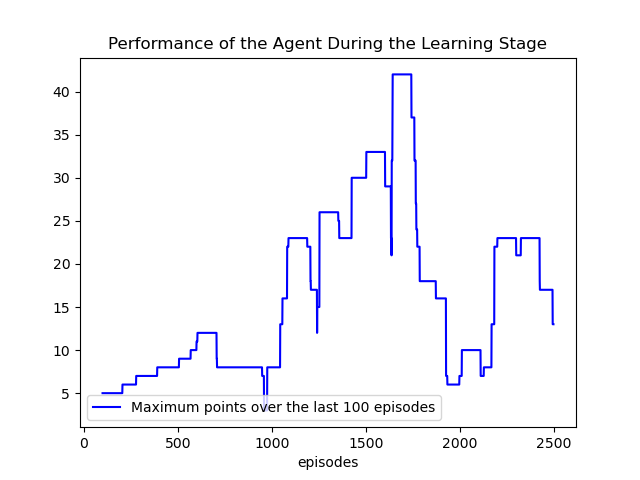 Performance of the Agent During the Learning Stage
40
35
30
25
20
15
10
5
Maximum points over the last 100 episodes
0 500 1000 1500 2000 2500
episodes